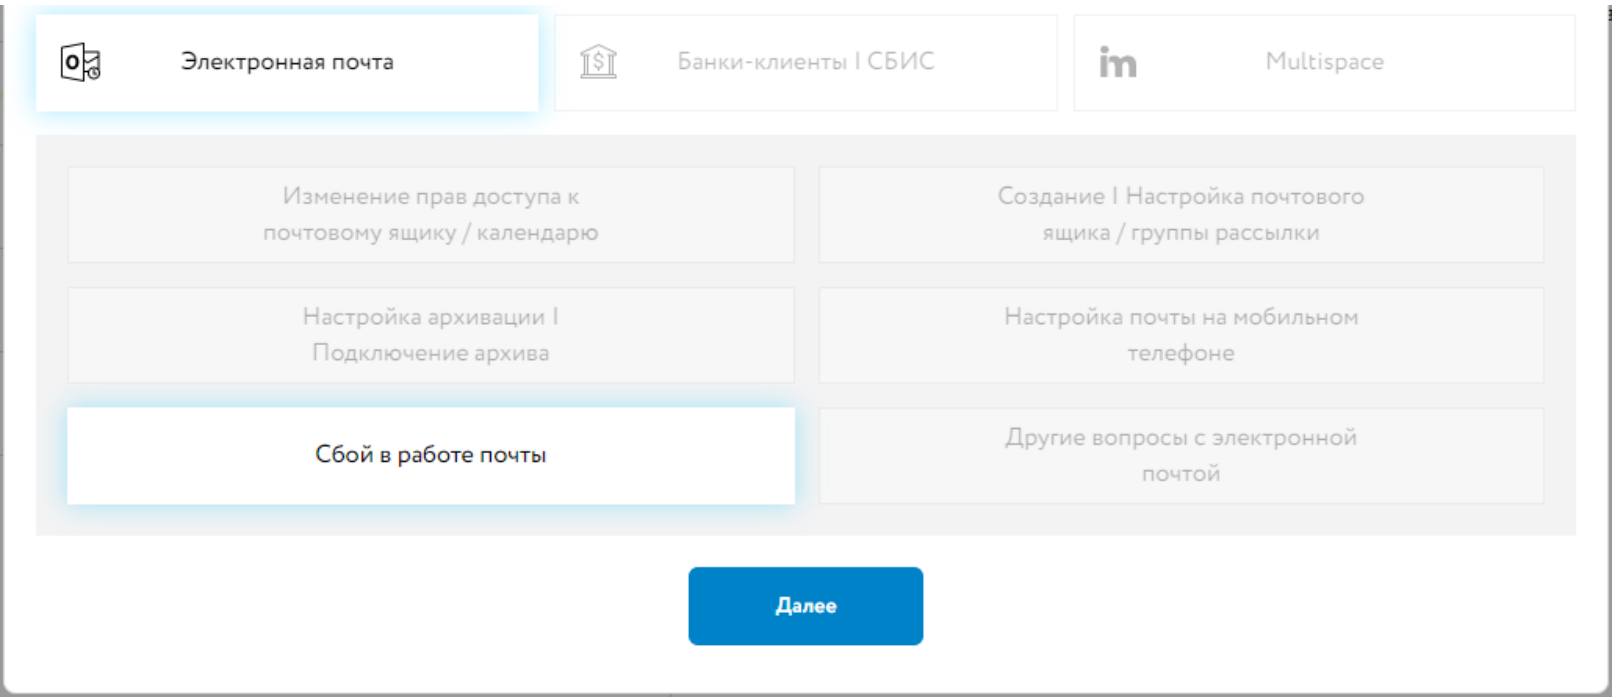 Электронная почта
Банки-клиенты | СБИС
in
Multispace
Изменение прав доступа к
почтовому ящику / календарю
Создание | Настройка почтового
ящика / группы рассылки
Настройка архивации |
Подключение архива
Настройка почты на мобильном
телефоне
Сбой в работе почты
Другие вопросы с электронной
почтой
Далее